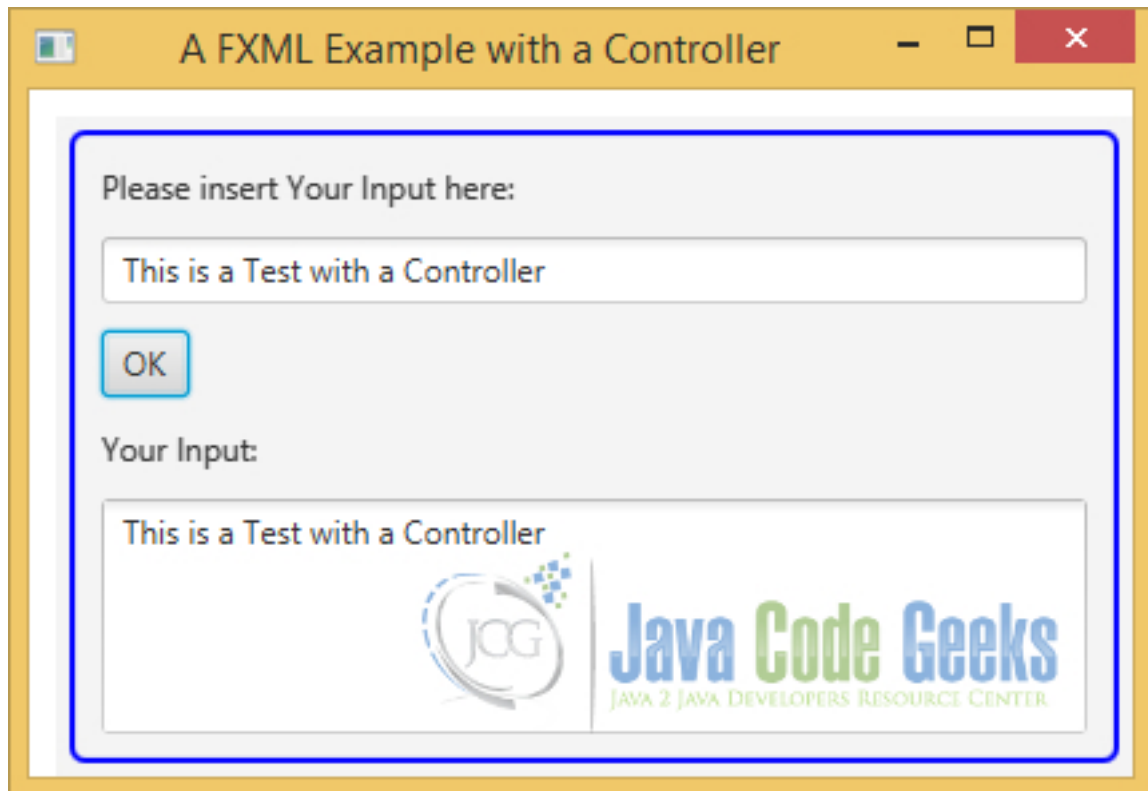 A FXML Example with a Controller
Please insert Your Input here:
This is a Test with a Controller
OK
Your Input:
This is a Test with a Controller
JCG
Java Code Geeks
JAVA 2 JAVA DEVELOPERS RESOURCE CENTER